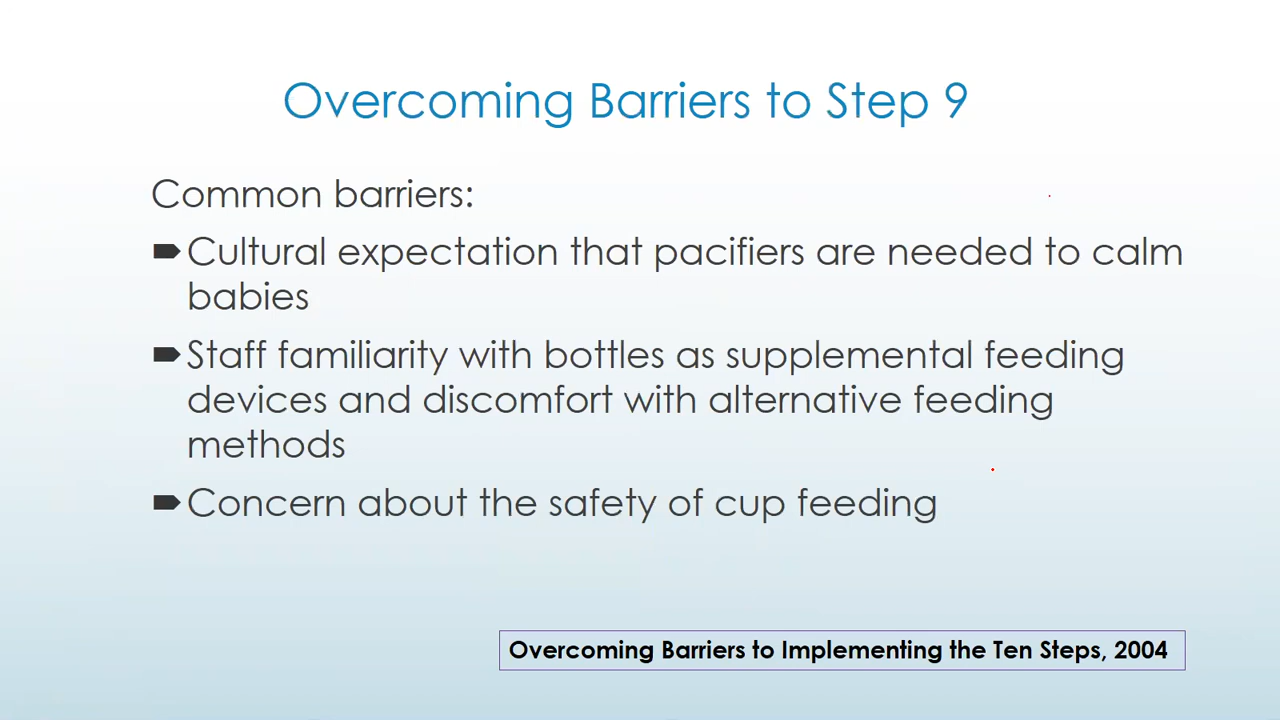 Overcoming Barriers to Step 9
Common barriers:
Cultural expectation that pacifiers are needed to calm
babies
Staff familiarity with bottles as supplemental feeding
devices and discomfort with alternative feeding
methods
Concern about the safety of cup feeding
Overcoming Barriers to Implementing the Ten Steps, 2004